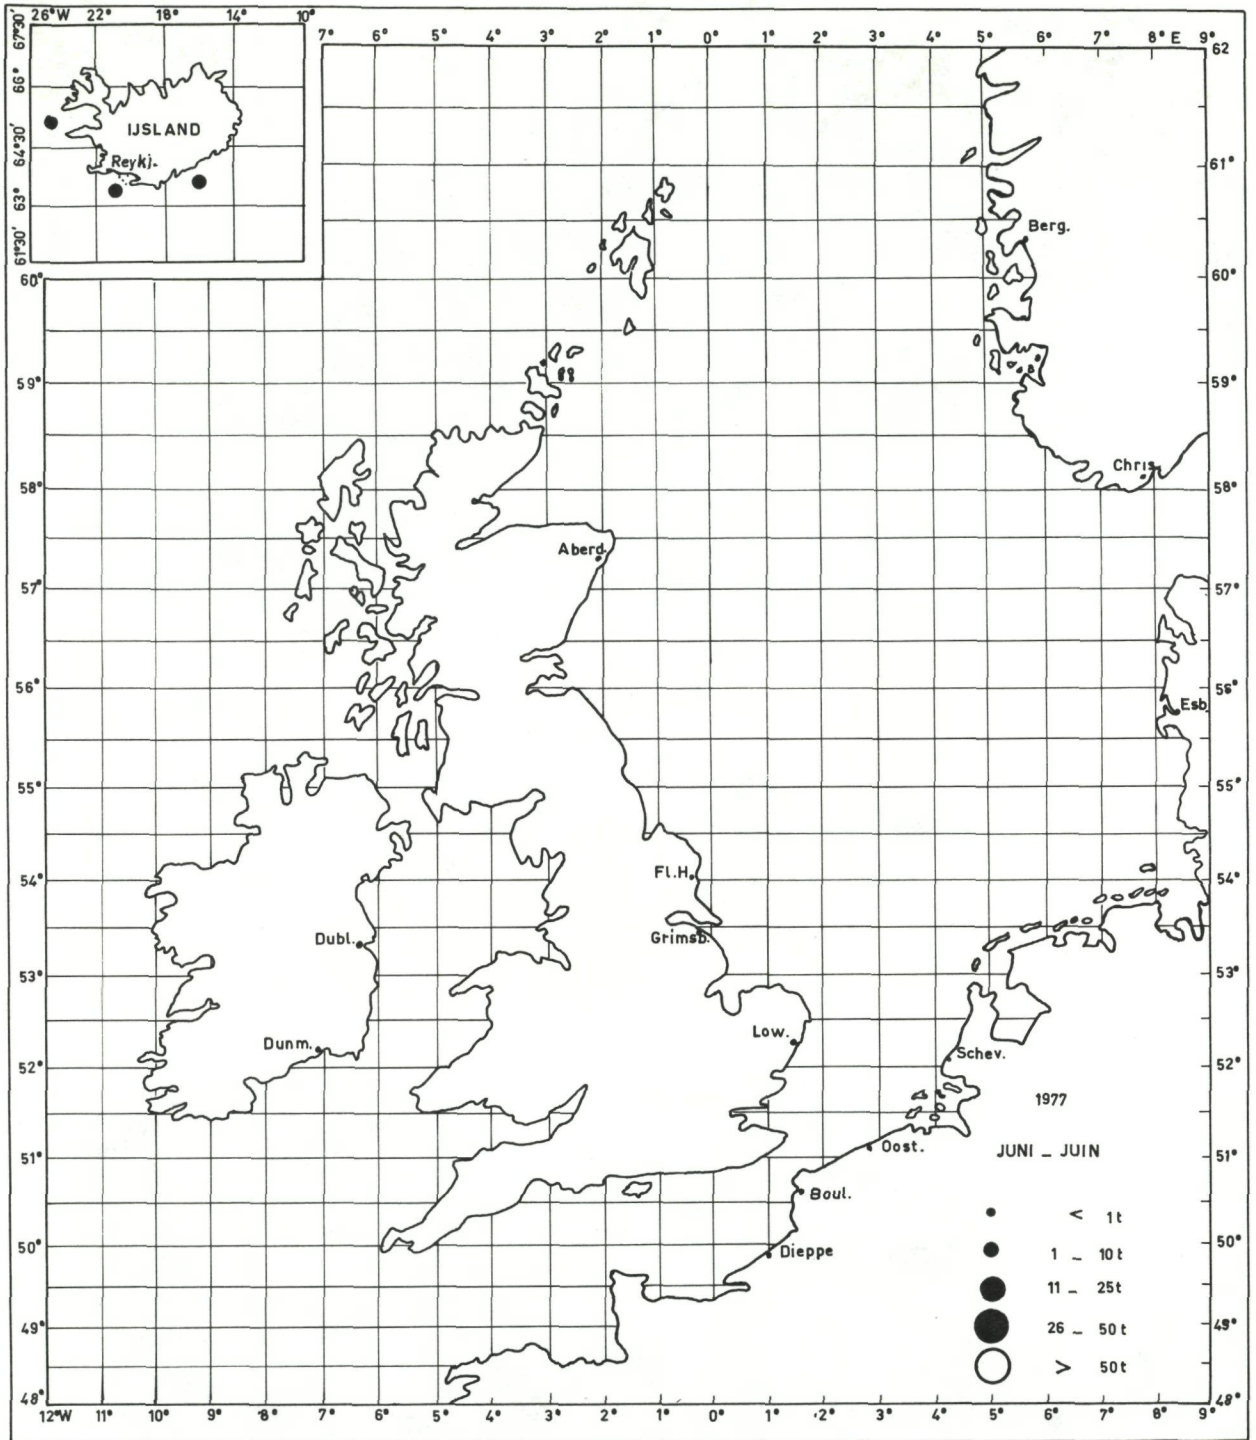 26°W 22° 18° 14° 10°
67°30'
66°
64°30'
63°
61°30'
IJSLAND
Reykj.
7° 6° 5° 4° 3° 2° 1° 0° 1° 2° 3° 4° 5° 6° 7° 8° E 9°
62
61°
60°
60°
59°
59°
58°
58°
57°
57°
56°
56°
55°
55°
54°
54°
53°
53°
52°
52°
51°
51°
50°
50°
49°
49°
48°
48°
Berg.
Chris
Aberd.
Esb
Fl.H.
Dubl.
Grimsb.
Dunm.
Low.
Schev.
Oost.
Boul.
Dieppe
1977
JUNI _ JUIN
< 1t
1 _ 10t
11 _ 25t
26 _ 50t
> 50t
12°W 11° 10° 9° 8° 7° 6° 5° 4° 3° 2° 1° 0° 1° 2° 3° 4° 5° 6° 7° 8° 9°